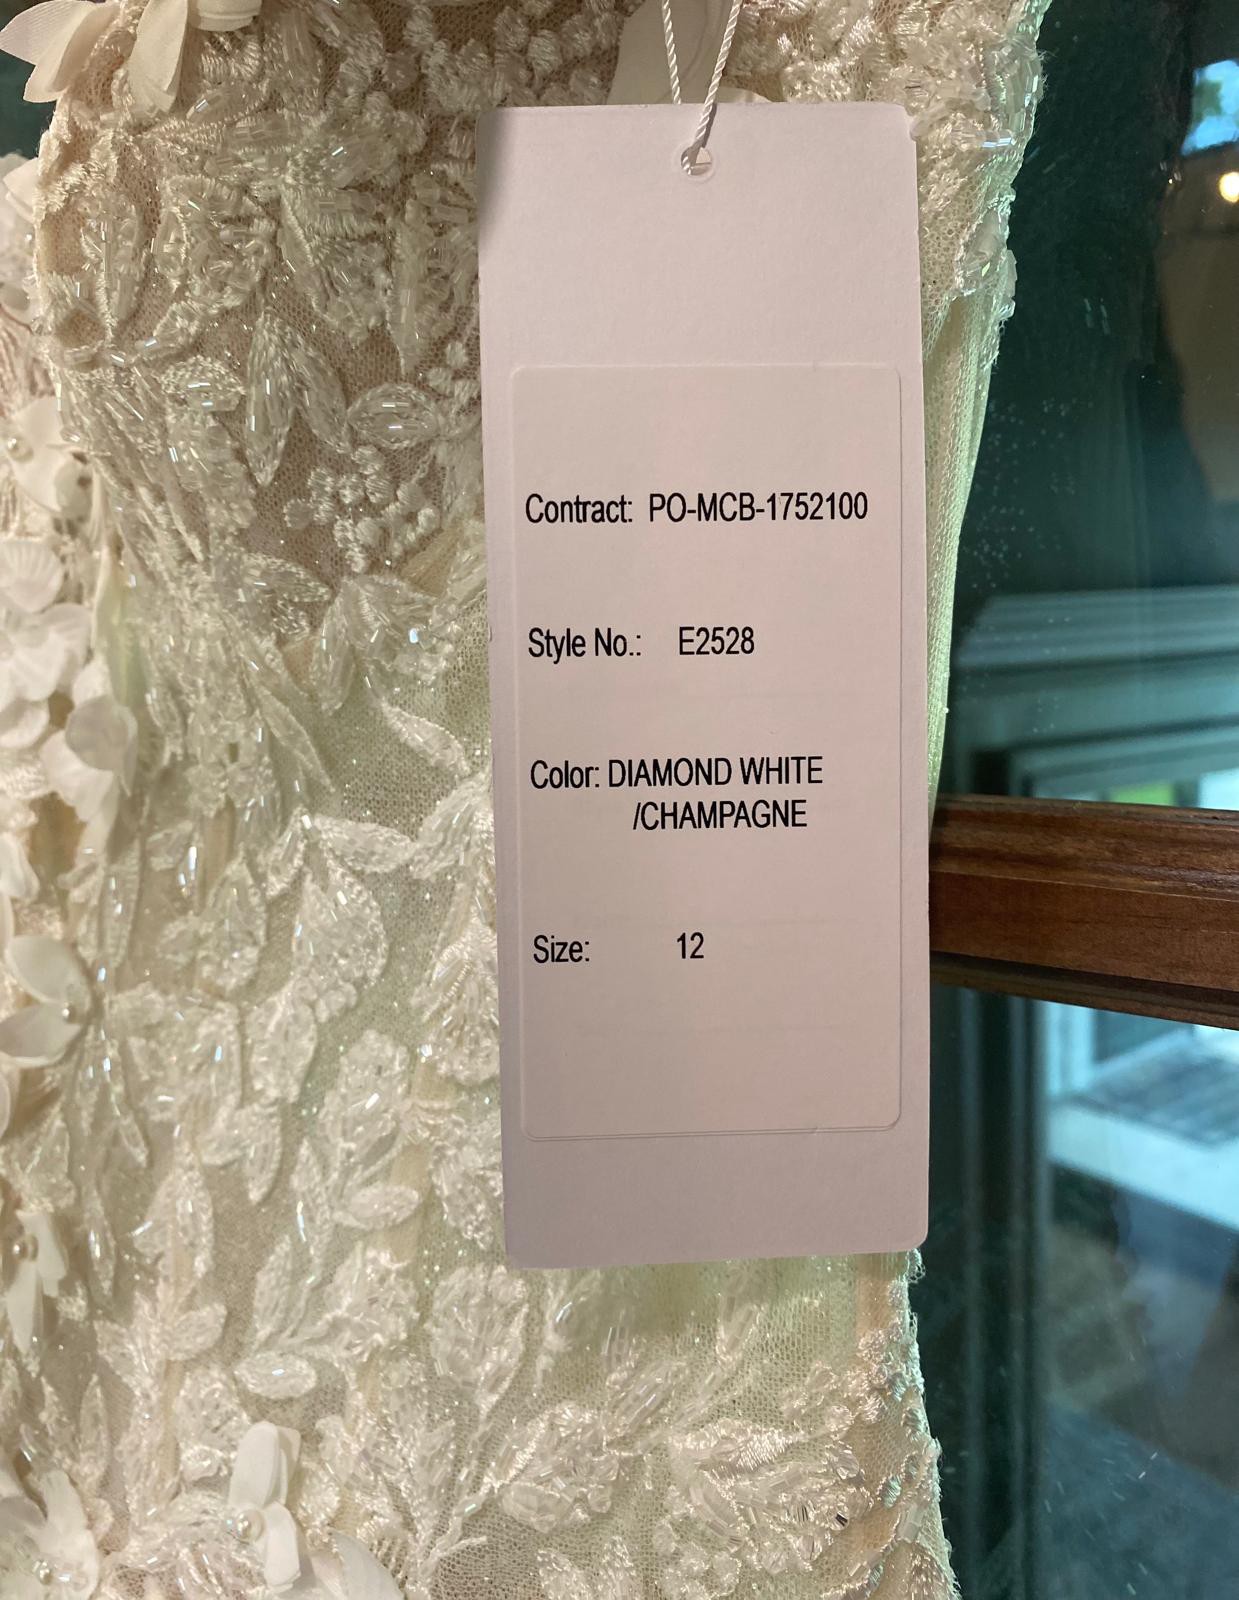 Contract: PO-MCB-1752100
Style No.: E2528
Color: DIAMOND WHITE
/CHAMPAGNE
Size: 12